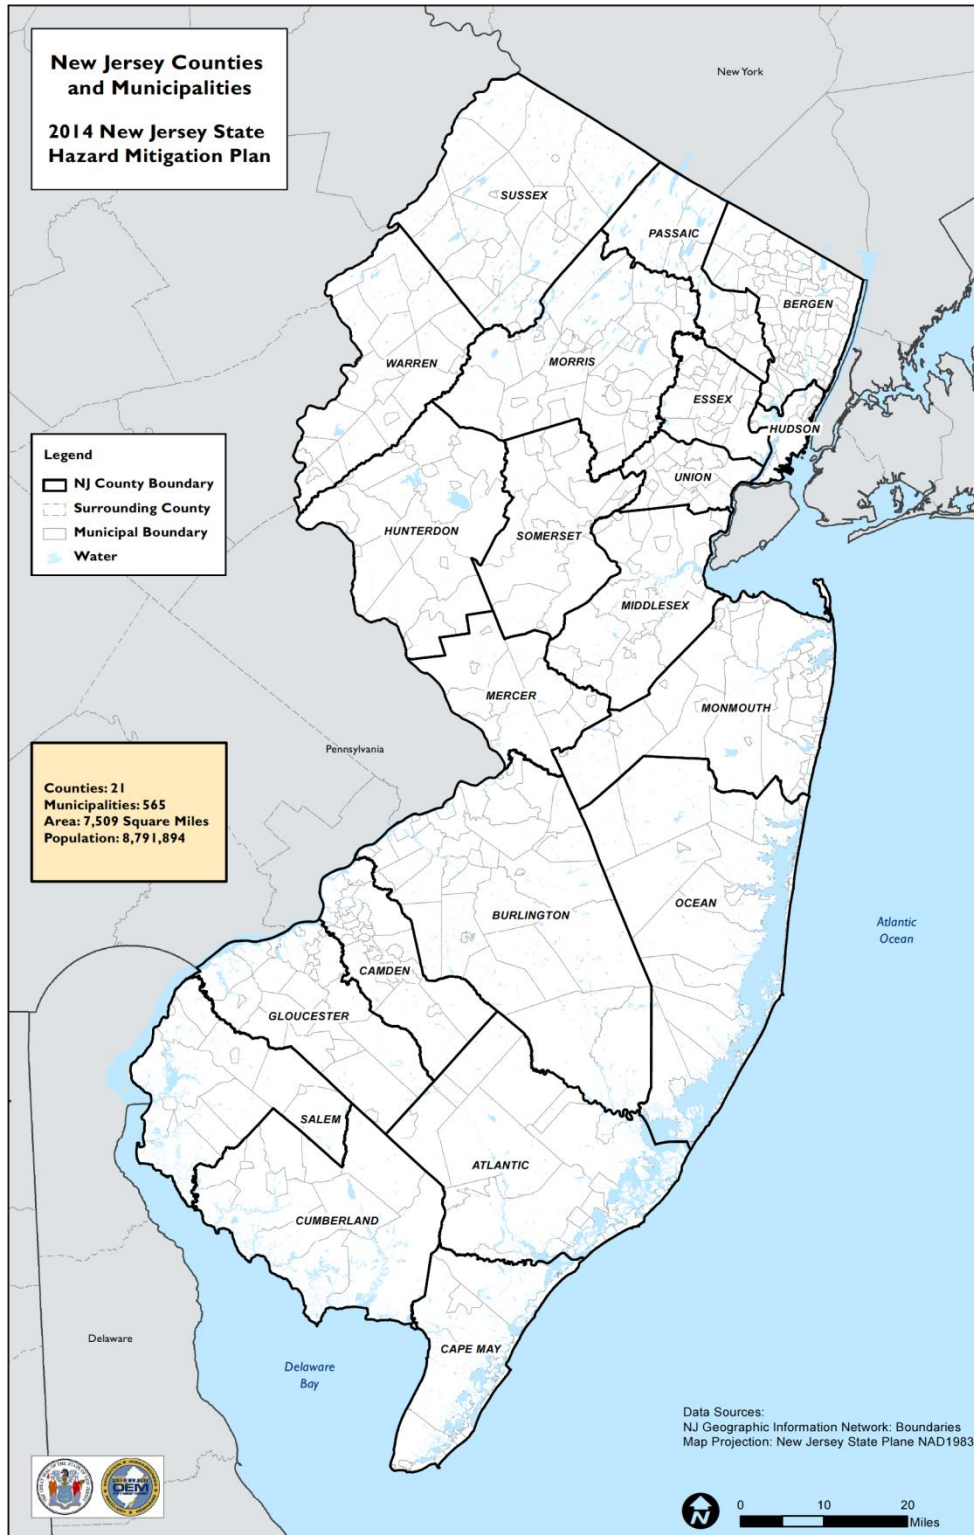 New Jersey Counties
and Municipalities
2014 New Jersey State
Hazard Mitigation Plan
New York
SUSSEX
PASSAIC
BERGEN
WARREN
MORRIS
ESSEX
HUDSON
Legend
NJ County Boundary
Surrounding County
Municipal Boundary
Water
UNION
HUNTERDON
SOMERSET
MIDDLESEX
MERCER
MONMOUTH
Pennsylvania
Counties: 21
Municipalities: 565
Area: 7,509 Square Miles
Population: 8,791,894
OCEAN
BURLINGTON
Atlantic
Ocean
CAMDEN
GLOUCESTER
SALEM
ATLANTIC
CUMBERLAND
Delaware
CAPE MAY
Delaware
Bay
Data Sources:
NJ Geographic Information Network: Boundaries
Map Projection: New Jersey State Plane NAD1983
OEM
N
0 10 20
Miles